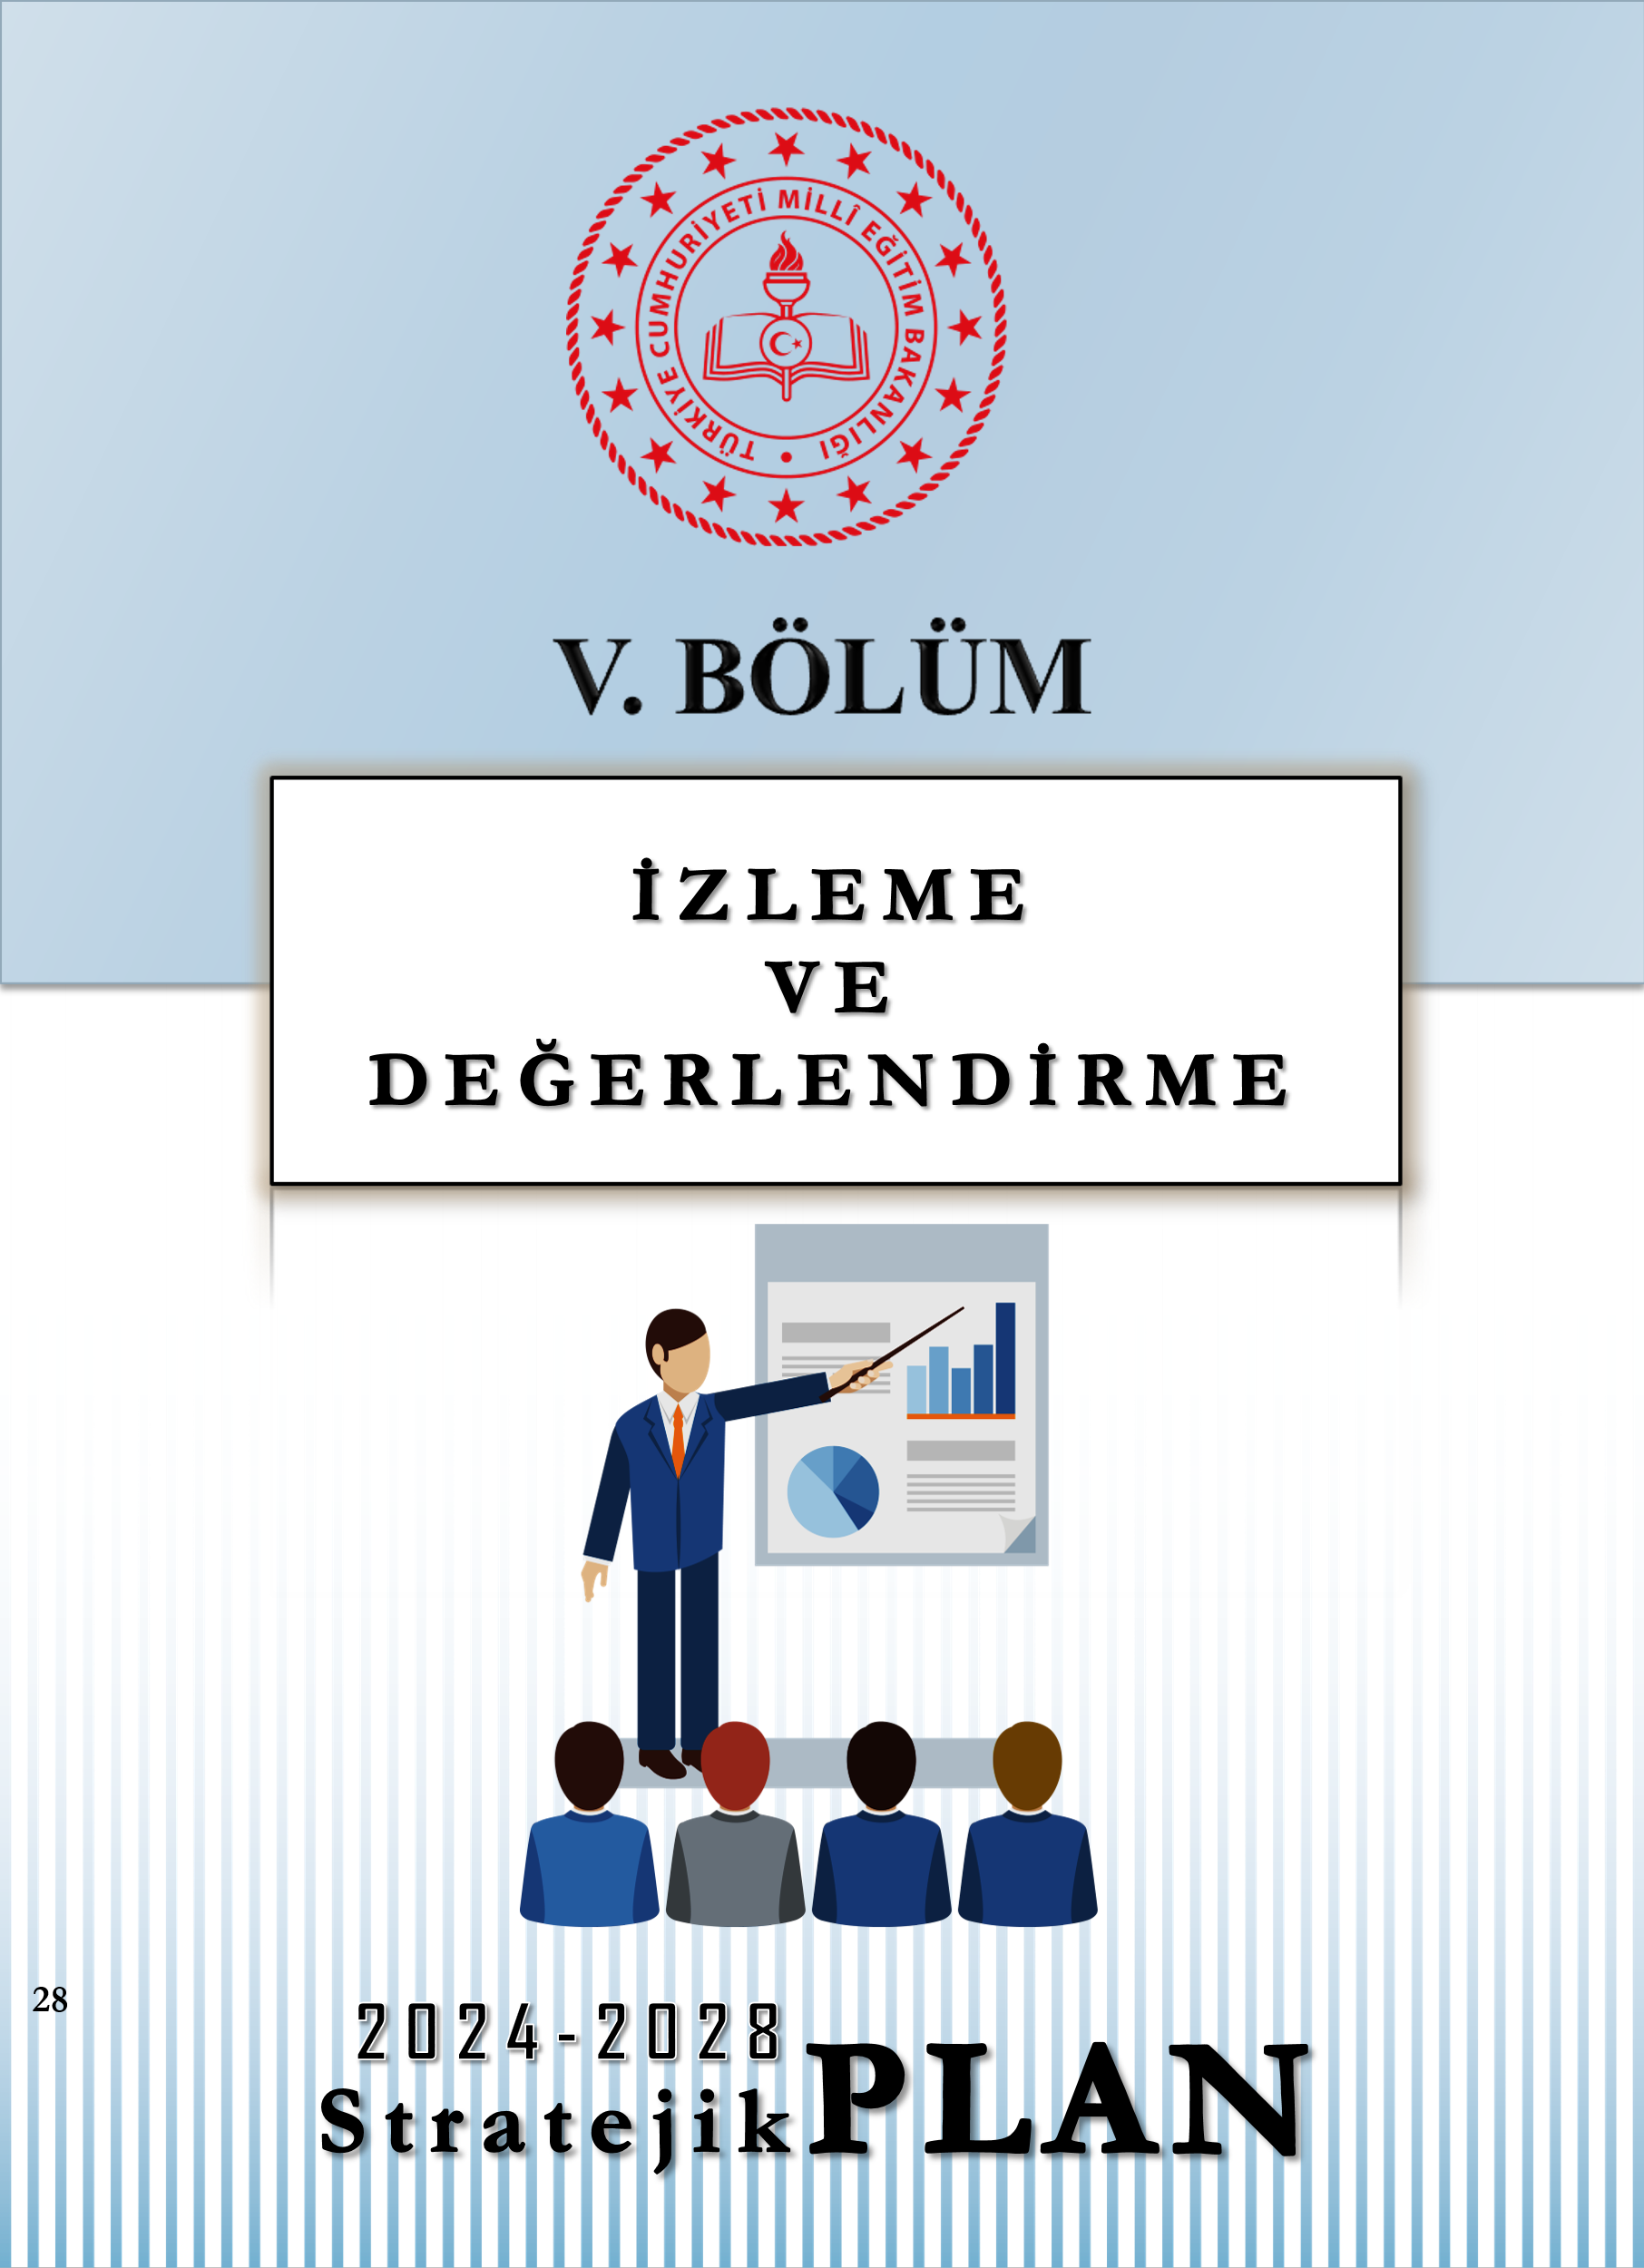 TÜRKİYE CUMHURİYETİ MİLLÎ EĞİTİM BAKANLIĞI
V. BÖLÜM
İZLEME
VE
DEĞERLENDİRME
28
2024-2028
Stratejik PLAN